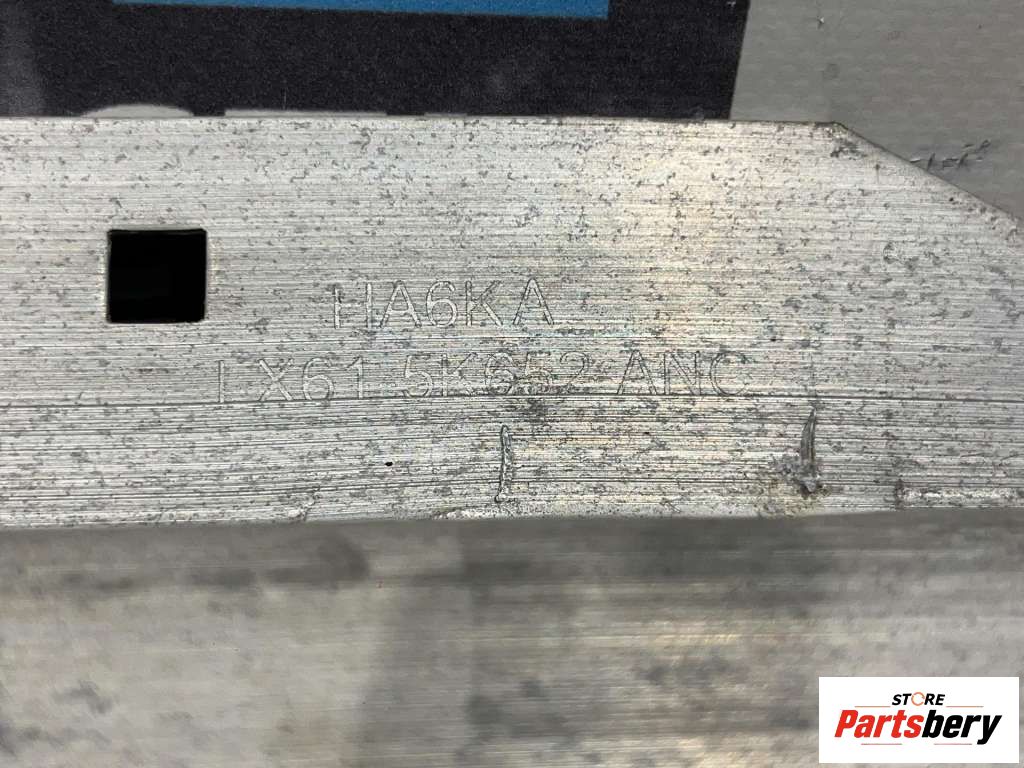 HA6KA
LX61 5K652 ANC
STORE
Partsbery